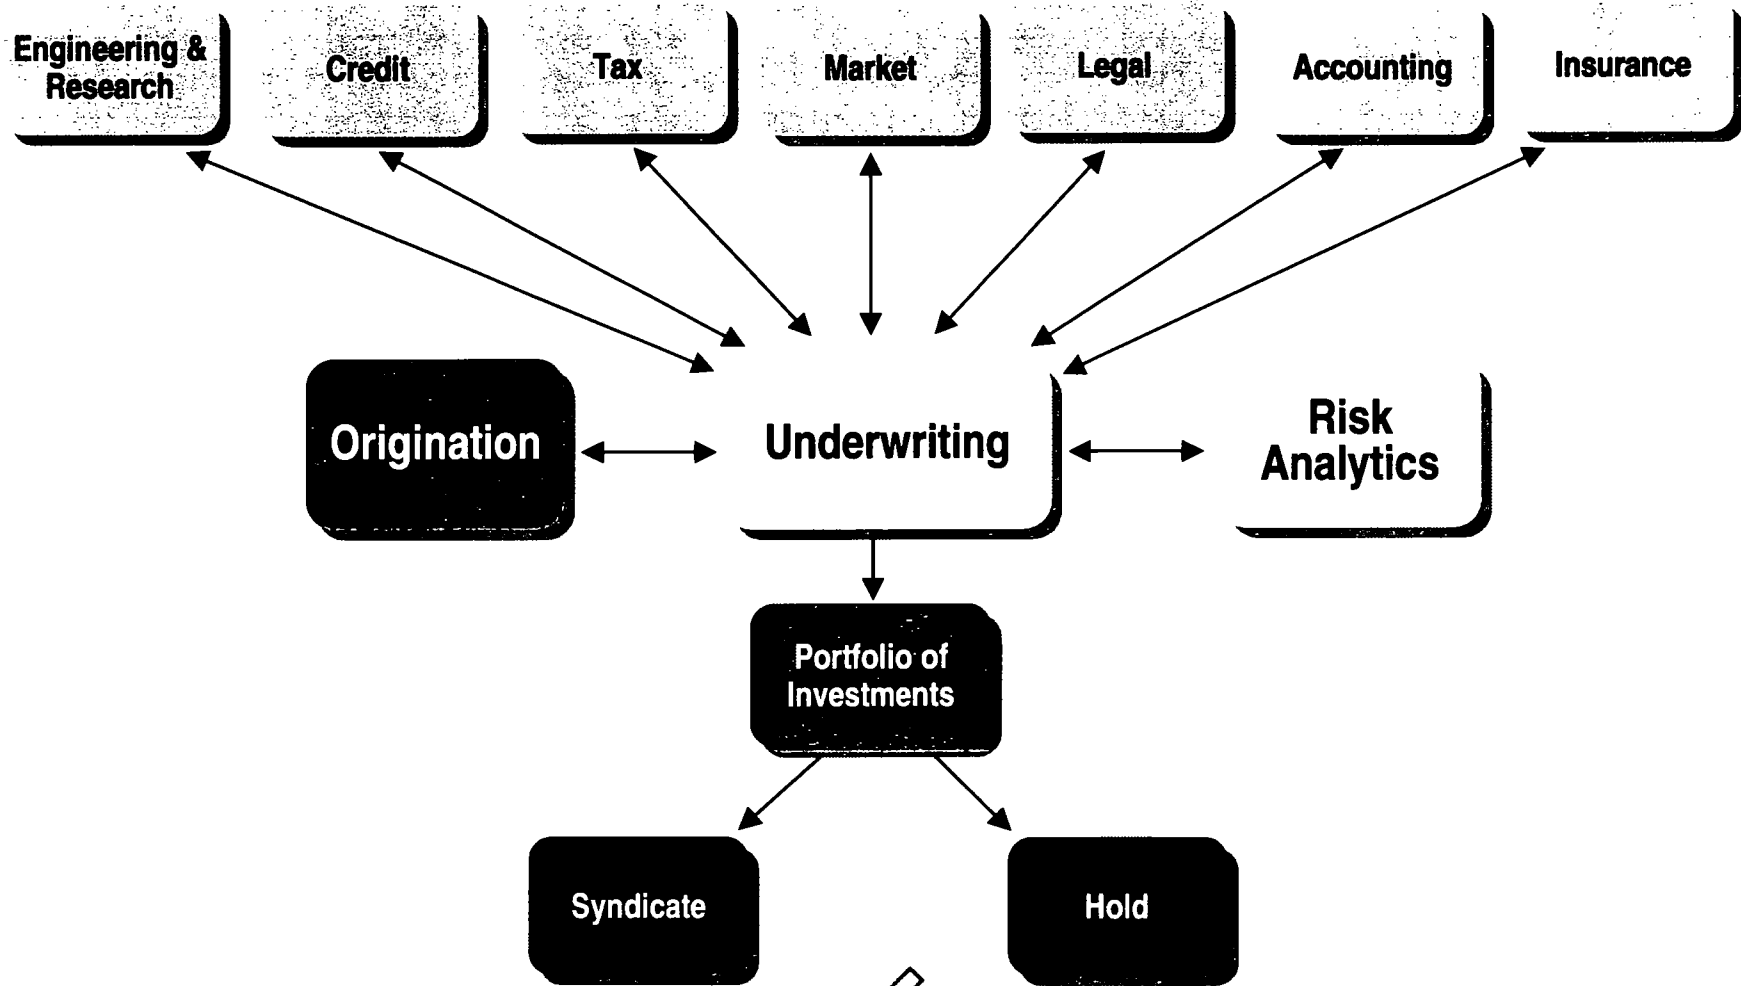 Engineering &
Research
Credit
Tax
Market
Legal
Accounting
Insurance
Origination
Underwriting
Risk
Analytics
Portfolio of
Investments
Syndicate
Hold